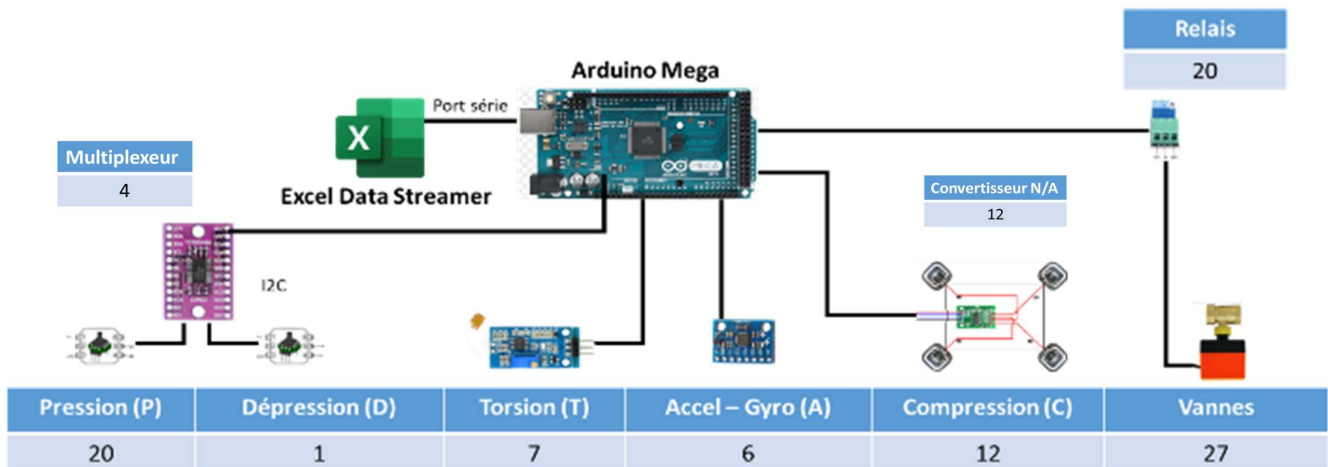 Relais
20
Arduino Mega
Port série
X
Excel Data Streamer
Multiplexeur
4
Convertisseur N/A
12
I2C
Pression (P) Dépression (D) Torsion (T) Accel – Gyro (A) Compression (C) Vannes
20 1 7 6 12 27